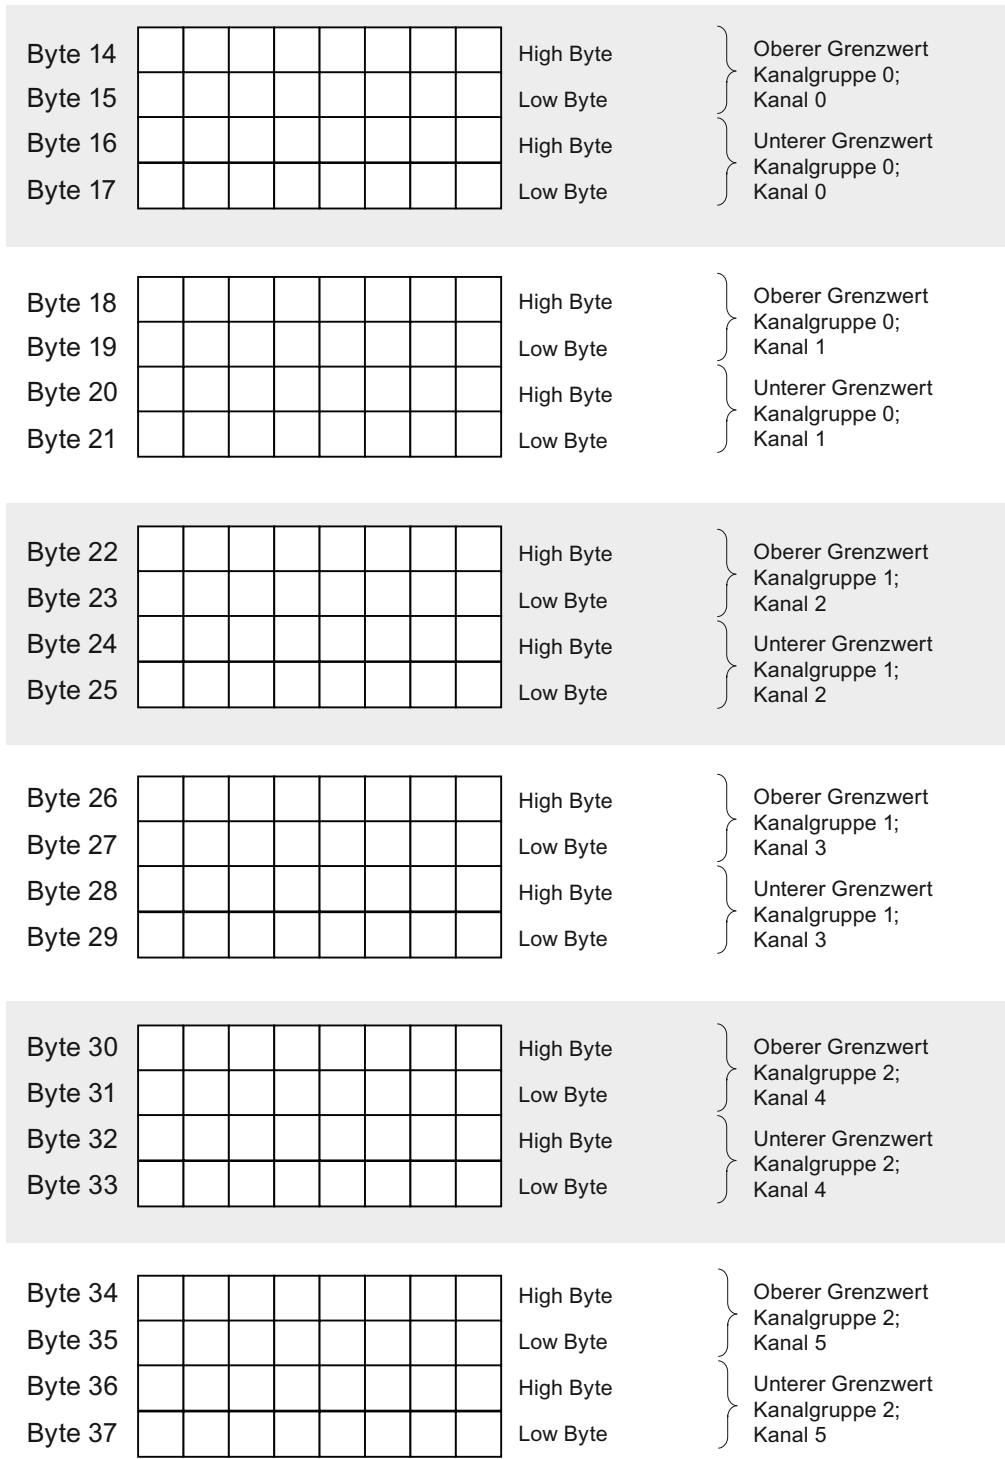 Byte 14 High Byte Oberer Grenzwert
Kanalgruppe 0;
Byte 15 Low Byte Kanal 0
Byte 16 High Byte Unterer Grenzwert
Kanalgruppe 0;
Byte 17 Low Byte Kanal 0
Byte 18 High Byte Oberer Grenzwert
Kanalgruppe 0;
Byte 19 Low Byte Kanal 1
Byte 20 High Byte Unterer Grenzwert
Kanalgruppe 0;
Byte 21 Low Byte Kanal 1
Byte 22 High Byte Oberer Grenzwert
Kanalgruppe 1;
Byte 23 Low Byte Kanal 2
Byte 24 High Byte Unterer Grenzwert
Kanalgruppe 1;
Byte 25 Low Byte Kanal 2
Byte 26 High Byte Oberer Grenzwert
Kanalgruppe 1;
Byte 27 Low Byte Kanal 3
Byte 28 High Byte Unterer Grenzwert
Kanalgruppe 1;
Byte 29 Low Byte Kanal 3
Byte 30 High Byte Oberer Grenzwert
Kanalgruppe 2;
Byte 31 Low Byte Kanal 4
Byte 32 High Byte Unterer Grenzwert
Kanalgruppe 2;
Byte 33 Low Byte Kanal 4
Byte 34 High Byte Oberer Grenzwert
Kanalgruppe 2;
Byte 35 Low Byte Kanal 5
Byte 36 High Byte Unterer Grenzwert
Kanalgruppe 2;
Byte 37 Low Byte Kanal 5